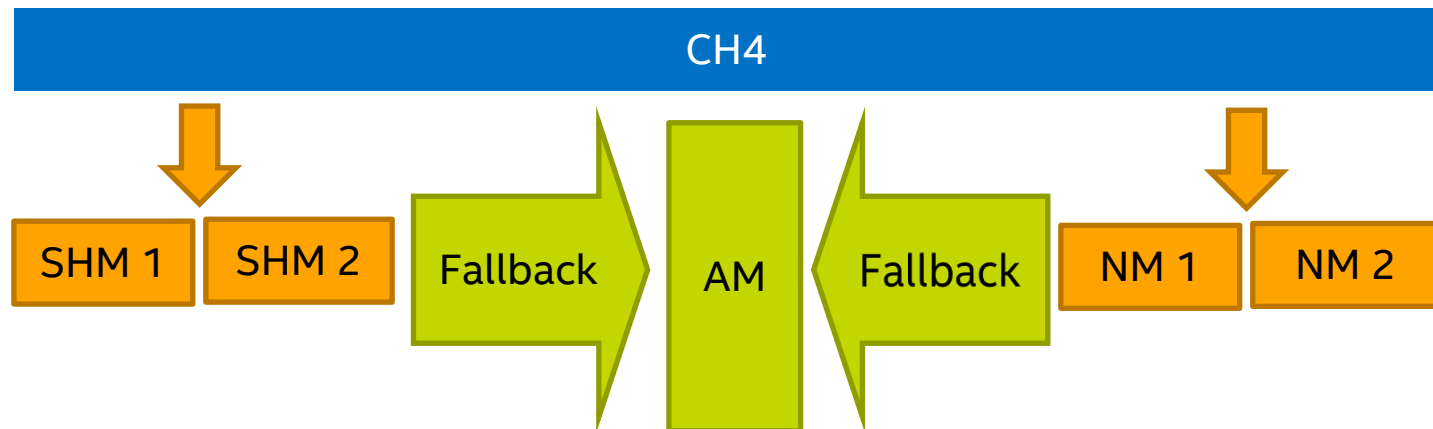 CH4
SHM 1
SHM 2
Fallback
AM
Fallback
NM 1
NM 2